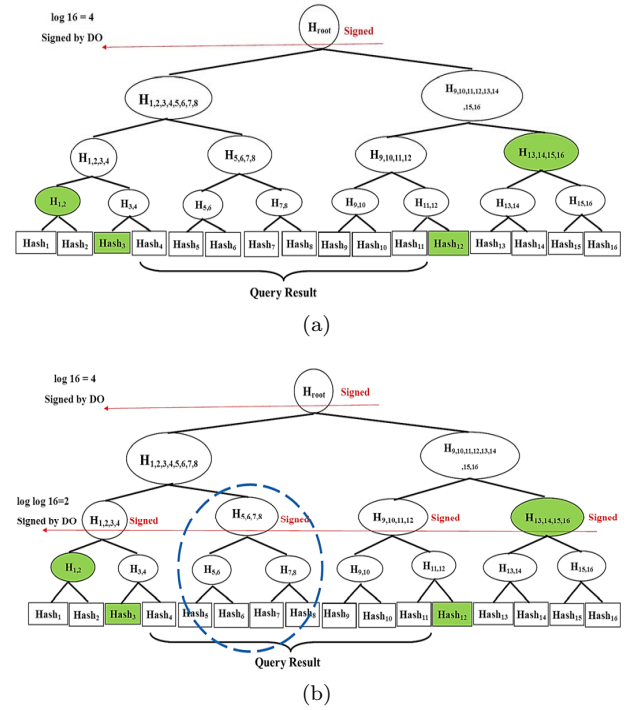 log 16 = 4
Signed by DO
H_root Signed
H_1,2,3,4,5,6,7,8
H_9,10,11,12,13,14
,15,16
H_1,2,3,4 H_5,6,7,8 H_9,10,11,12 H_13,14,15,16
H_1,2 H_3,4 H_5,6 H_7,8 H_9,10 H_11,12 H_13,14 H_15,16
Hash_1 Hash_2 Hash_3 Hash_4 Hash_5 Hash_6 Hash_7 Hash_8 Hash_9 Hash_10 Hash_11 Hash_12 Hash_13 Hash_14 Hash_15 Hash_16
Query Result
(a)
log 16 = 4
Signed by DO
H_root Signed
H_1,2,3,4,5,6,7,8
H_9,10,11,12,13,14
,15,16
log log 16=2
Signed by DO
H_1,2,3,4 Signed H_5,6,7,8 Signed H_9,10,11,12 Signed H_13,14,15,16 Signed
H_1,2 H_3,4 H_5,6 H_7,8 H_9,10 H_11,12 H_13,14 H_15,16
Hash_1 Hash_2 Hash_3 Hash_4 Hash_5 Hash_6 Hash_7 Hash_8 Hash_9 Hash_10 Hash_11 Hash_12 Hash_13 Hash_14 Hash_15 Hash_16
Query Result
(b)